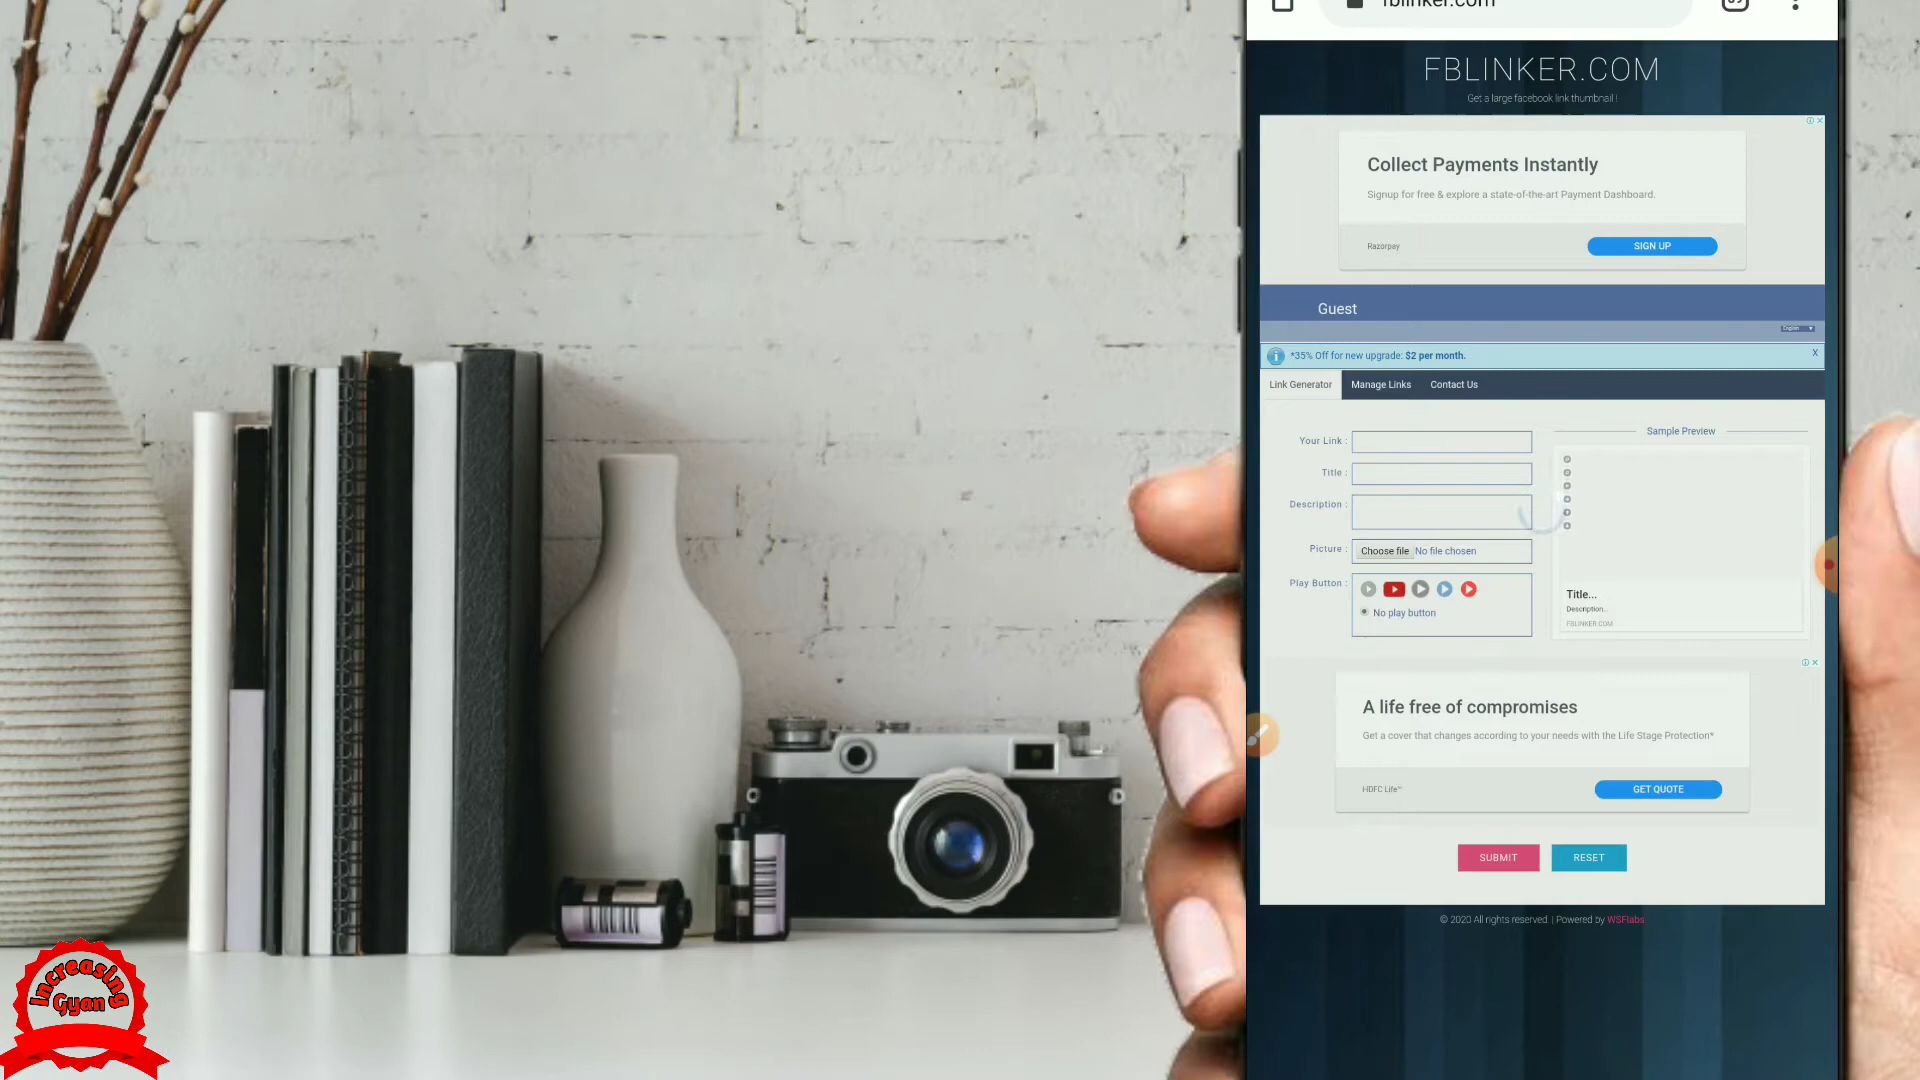 fblinker.com
FBLINKER.COM
Get a large facebook link thumbnail !
Collect Payments Instantly
Signup for free & explore a state-of-the-art Payment Dashboard.
Razorpay
SIGN UP
Guest
English
*35% Off for new upgrade: $2 per month.
X
Link Generator
Manage Links
Contact Us
Your Link :
Title :
Description :
Picture :
Choose file No file chosen
Play Button :
No play button
Sample Preview
Title...
Description...
FBLINKER.COM
A life free of compromises
Get a cover that changes according to your needs with the Life Stage Protection*
HDFC Life™
GET QUOTE
SUBMIT
RESET
© 2020 All rights reserved. | Powered by WSFlabs
Increasing
Gyan